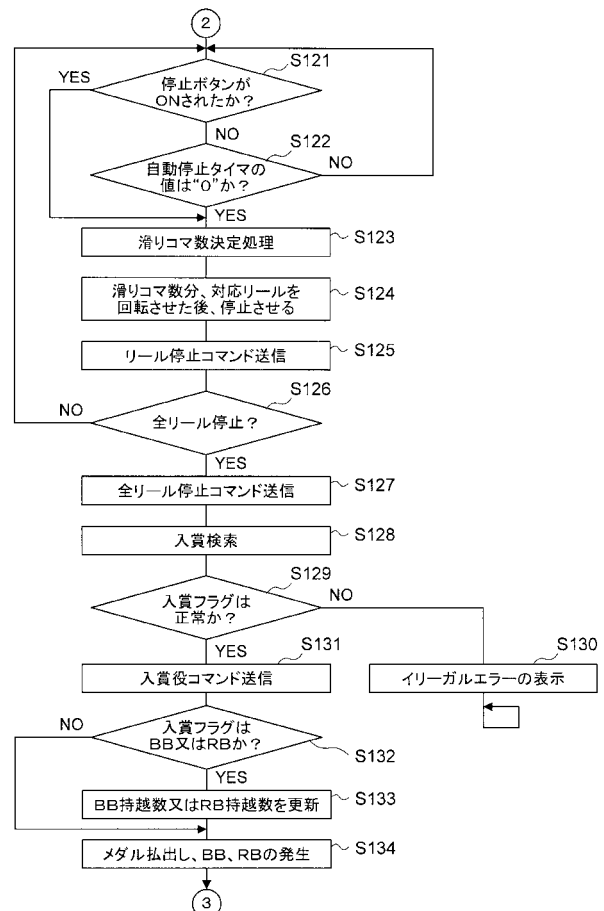 2
S121
YES
停止ボタンが
ONされたか?
NO
S122
自動停止タイマの
値は"0"か?
NO
YES
滑りコマ数決定処理
S123
滑りコマ数分、対応リールを
回転させた後、停止させる
S124
リール停止コマンド送信
S125
S126
NO
全リール停止?
YES
全リール停止コマンド送信
S127
入賞検索
S128
S129
入賞フラグは
正常か?
NO
YES
S131
S130
入賞役コマンド送信
イリーガルエラーの表示
NO
入賞フラグは
BB又はRBか?
S132
YES
BB持越数又はRB持越数を更新
S133
メダル払出し、BB、RBの発生
S134
3